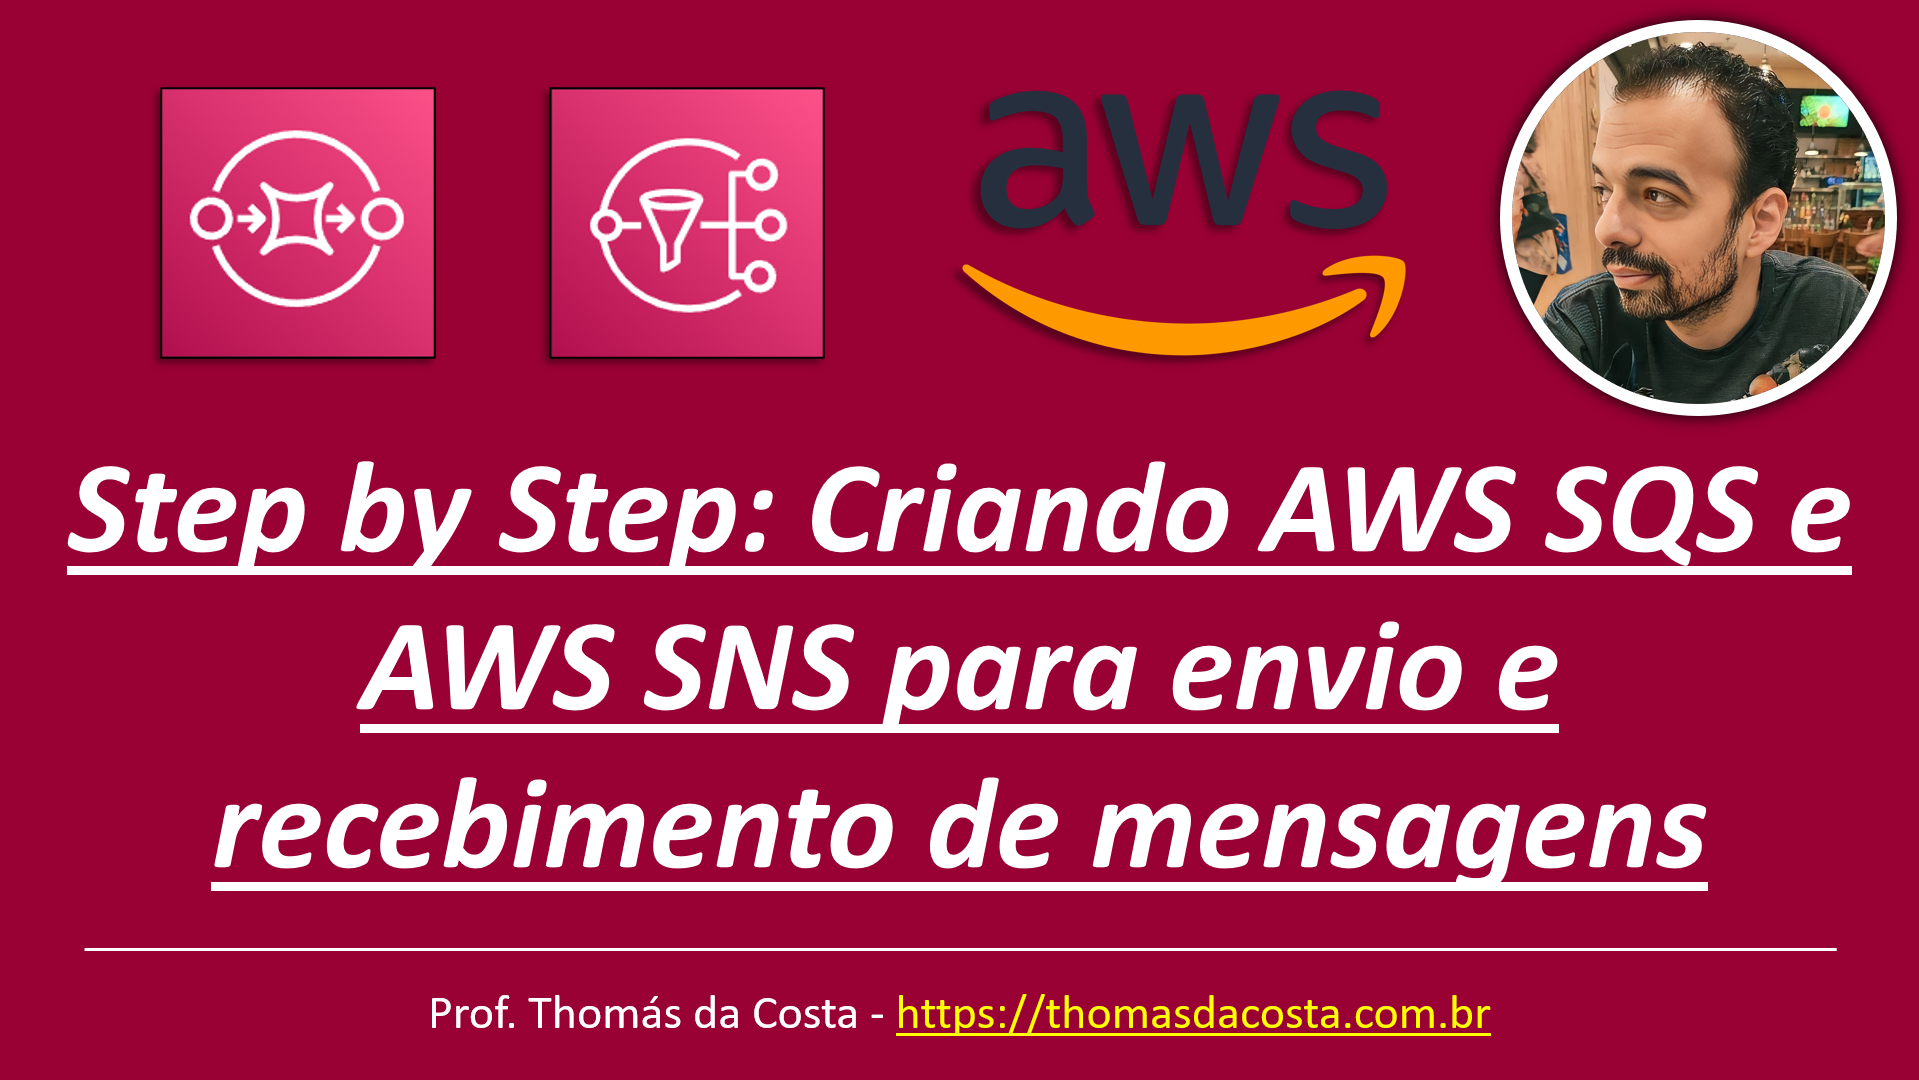 aws
Step by Step: Criando AWS SQS e
AWS SNS para envio e
recebimento de mensagens
Prof. Thomás da Costa - https://thomasdacosta.com.br